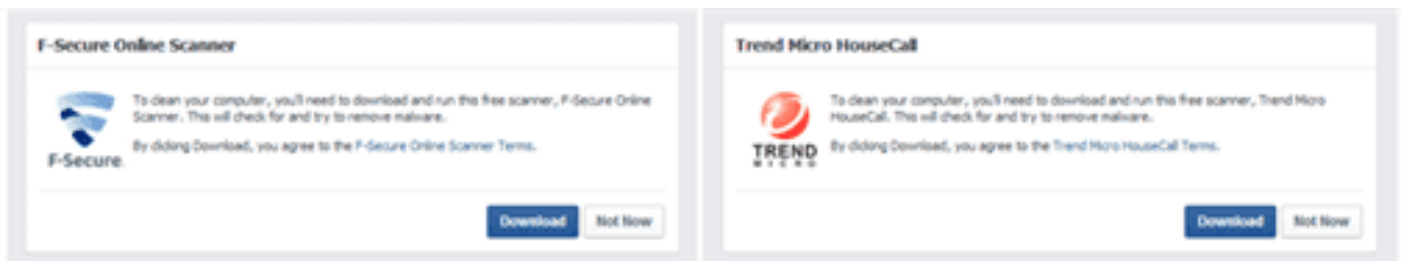 F-Secure Online Scanner
To clean your computer, you'll need to download and run this free scanner, F-Secure Online
Scanner. This will check for and try to remove malware.
By clicking Download, you agree to the F-Secure Online Scanner Terms.
F-Secure.
Download
Not Now
Trend Micro HouseCall
To clean your computer, you'll need to download and run this free scanner, Trend Micro
HouseCall. This will check for and try to remove malware.
By clicking Download, you agree to the Trend Micro HouseCall Terms.
TREND
MICRO
Download
Not Now